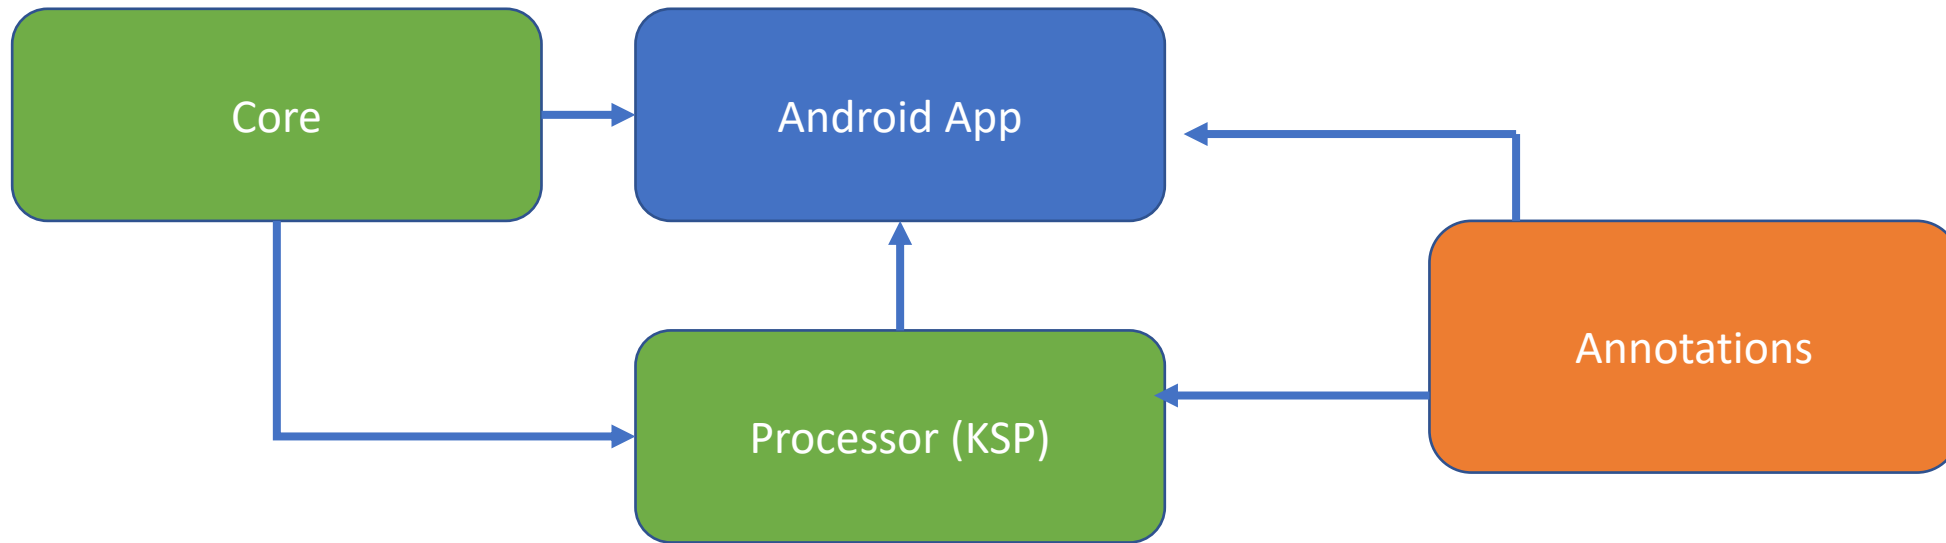 Core
Android App
Annotations
Processor (KSP)